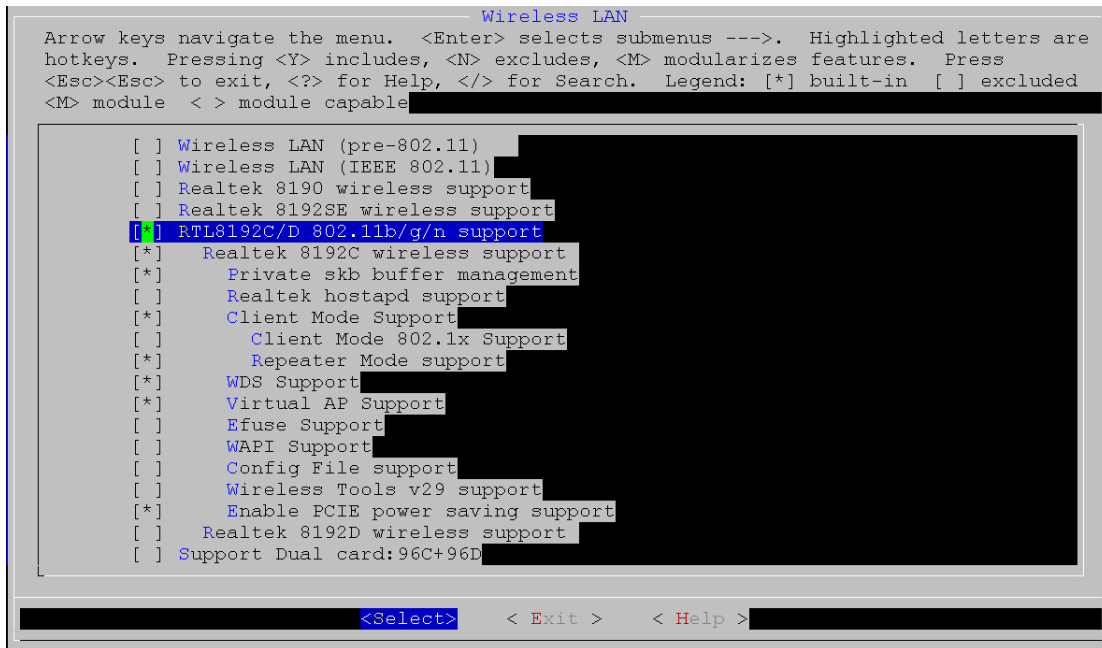 Wireless LAN
Arrow keys navigate the menu.  <Enter> selects submenus --->.  Highlighted letters are
hotkeys.  Pressing <Y> includes, <N> excludes, <M> modularizes features.  Press
<Esc><Esc> to exit, <?> for Help, </> for Search.  Legend: [*] built-in  [ ] excluded
<M> module  < > module capable
[ ] Wireless LAN (pre-802.11)
[ ] Wireless LAN (IEEE 802.11)
[ ] Realtek 8190 wireless support
[ ] Realtek 8192SE wireless support
[*] RTL8192C/D 802.11b/g/n support
[*]   Realtek 8192C wireless support
[*]     Private skb buffer management
[ ]     Realtek hostapd support
[*]     Client Mode Support
[ ]       Client Mode 802.1x Support
[*]       Repeater Mode support
[*]     WDS Support
[*]     Virtual AP Support
[ ]     Efuse Support
[ ]     WAPI Support
[ ]     Config File support
[ ]     Wireless Tools v29 support
[*]     Enable PCIE power saving support
[ ]   Realtek 8192D wireless support
[ ] Support Dual card:96C+96D
<Select>    < Exit >    < Help >